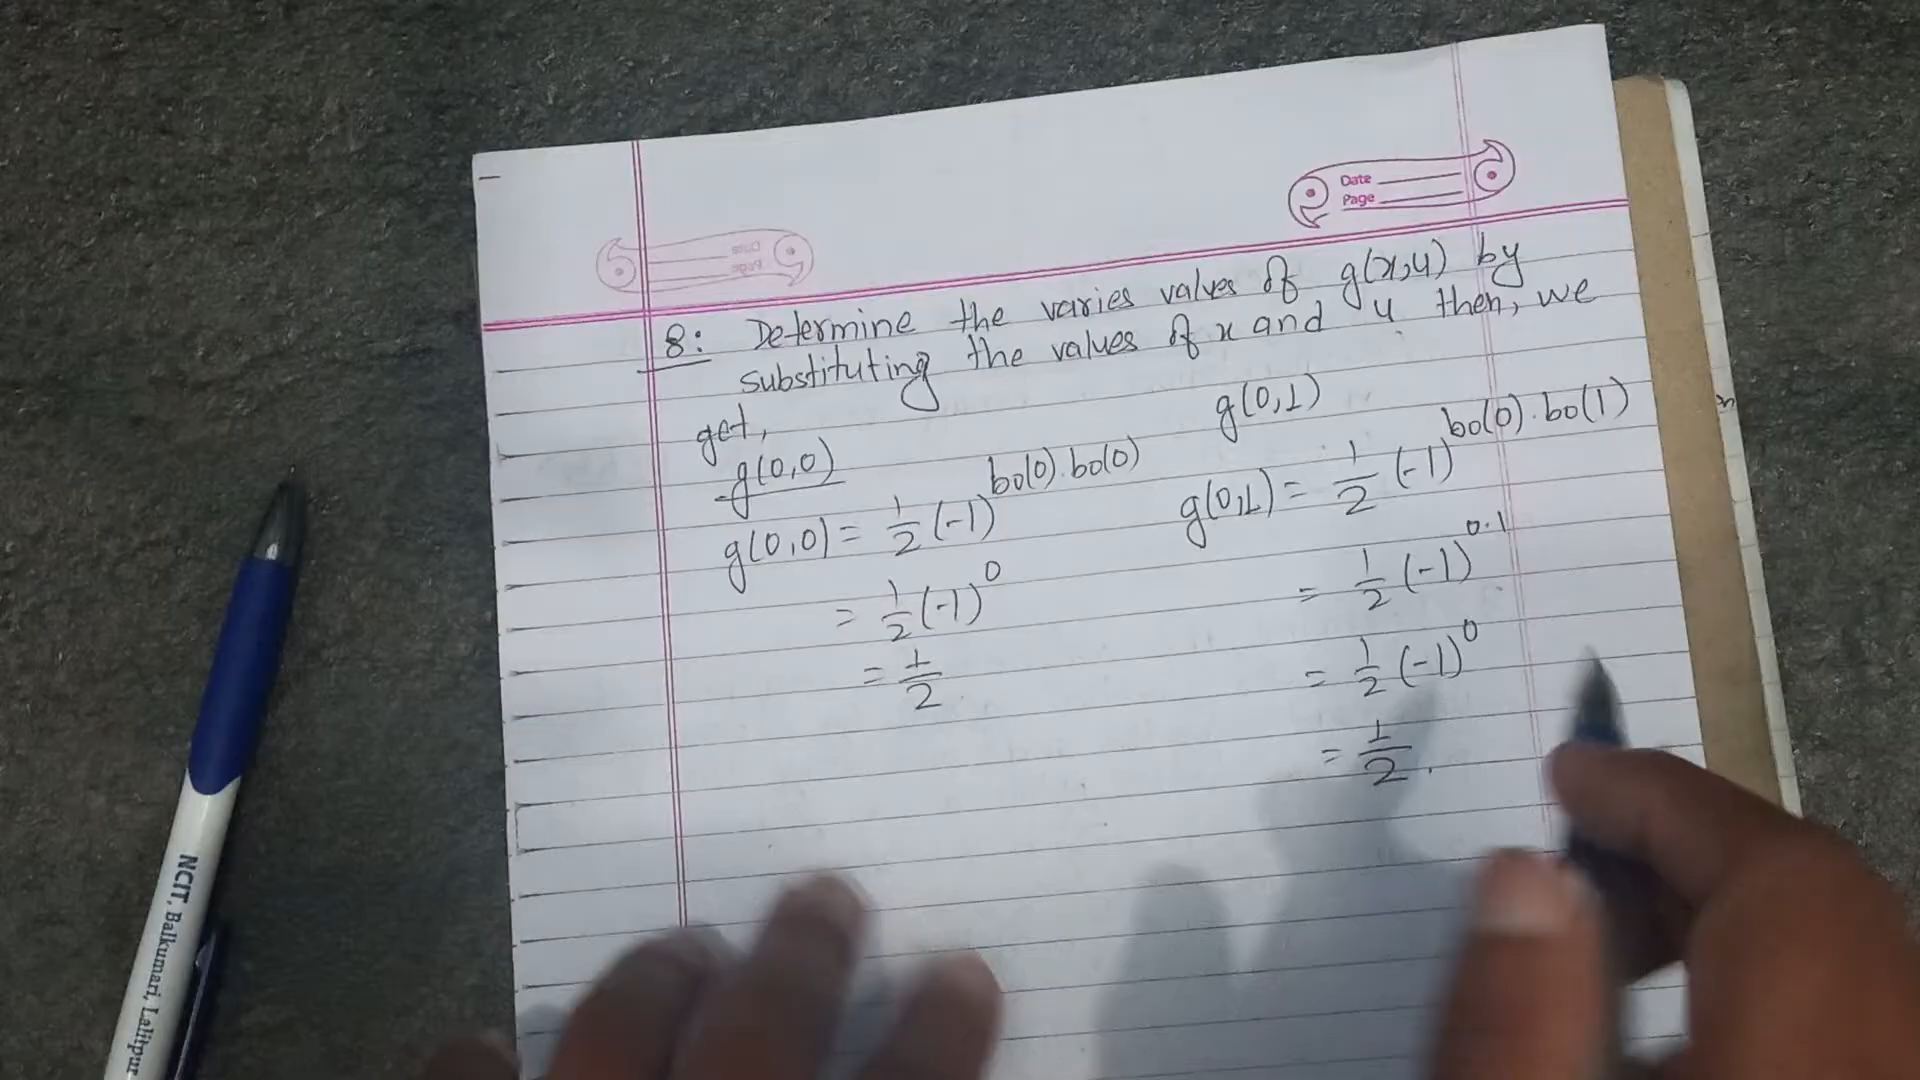 Date
Page
8: Determine the varies values of g(x,u) by
substituting the values of x and u then, we
get,
g(0,0)
g(0,0) = 1/2 (-1)^bo(0).bo(0)
= 1/2 (-1)^0
= 1/2
g(0,1)
g(0,1) = 1/2 (-1)^bo(0).bo(1)
= 1/2 (-1)^0.1
= 1/2 (-1)^0
= 1/2.
NCIT, Balkumari, Lalitpur